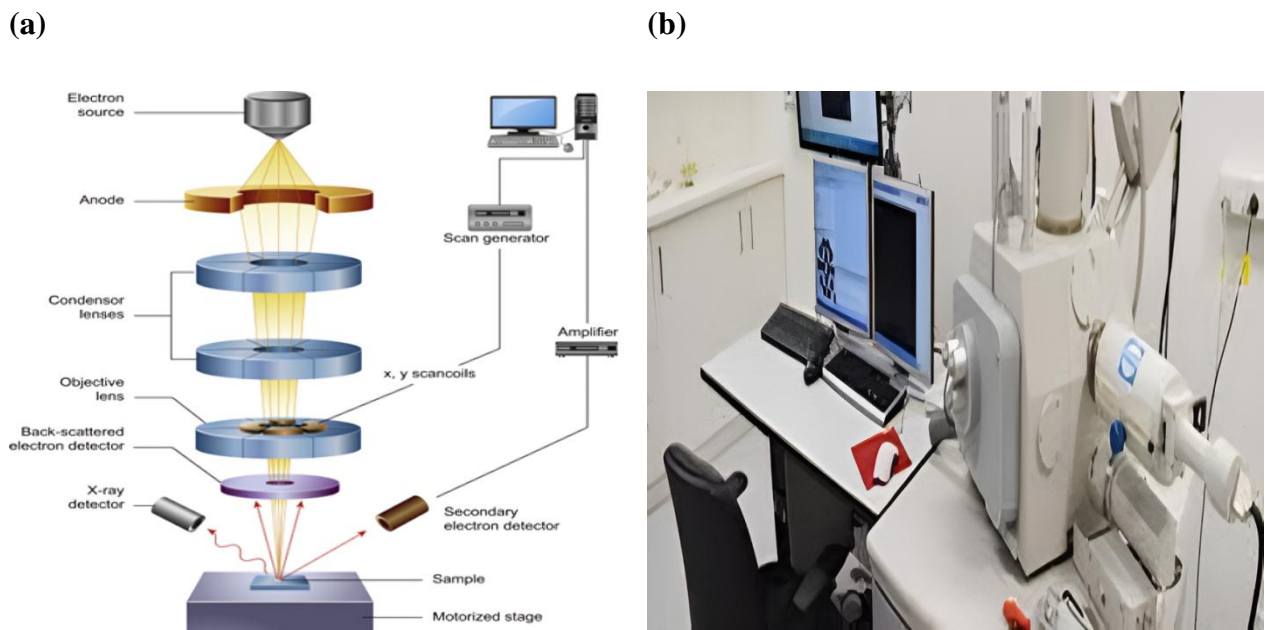 (a)
(b)
Electron
source
Anode
Scan generator
Condensor
lenses
Amplifier
x, y scancoils
Objective
lens
Back-scattered
electron detector
X-ray
detector
Secondary
electron detector
Sample
Motorized stage